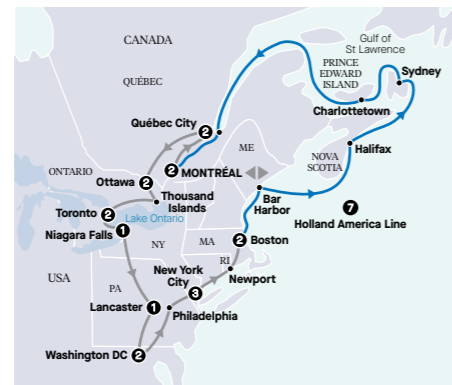 CANADA
Gulf of
St Lawrence
PRINCE
EDWARD
ISLAND
Sydney
QUÉBEC
Charlottetown
Québec City
2
ME
Halifax
NOVA
SCOTIA
2
MONTRÉAL
ONTARIO
Ottawa
2
Thousand
Islands
Bar
Harbor
7
Holland America Line
Toronto
2
Lake Ontario
Niagara Falls
1
NY
MA
2
Boston
USA
New York
City
3
RI
Newport
PA
Lancaster
1
Philadelphia
Washington DC
2